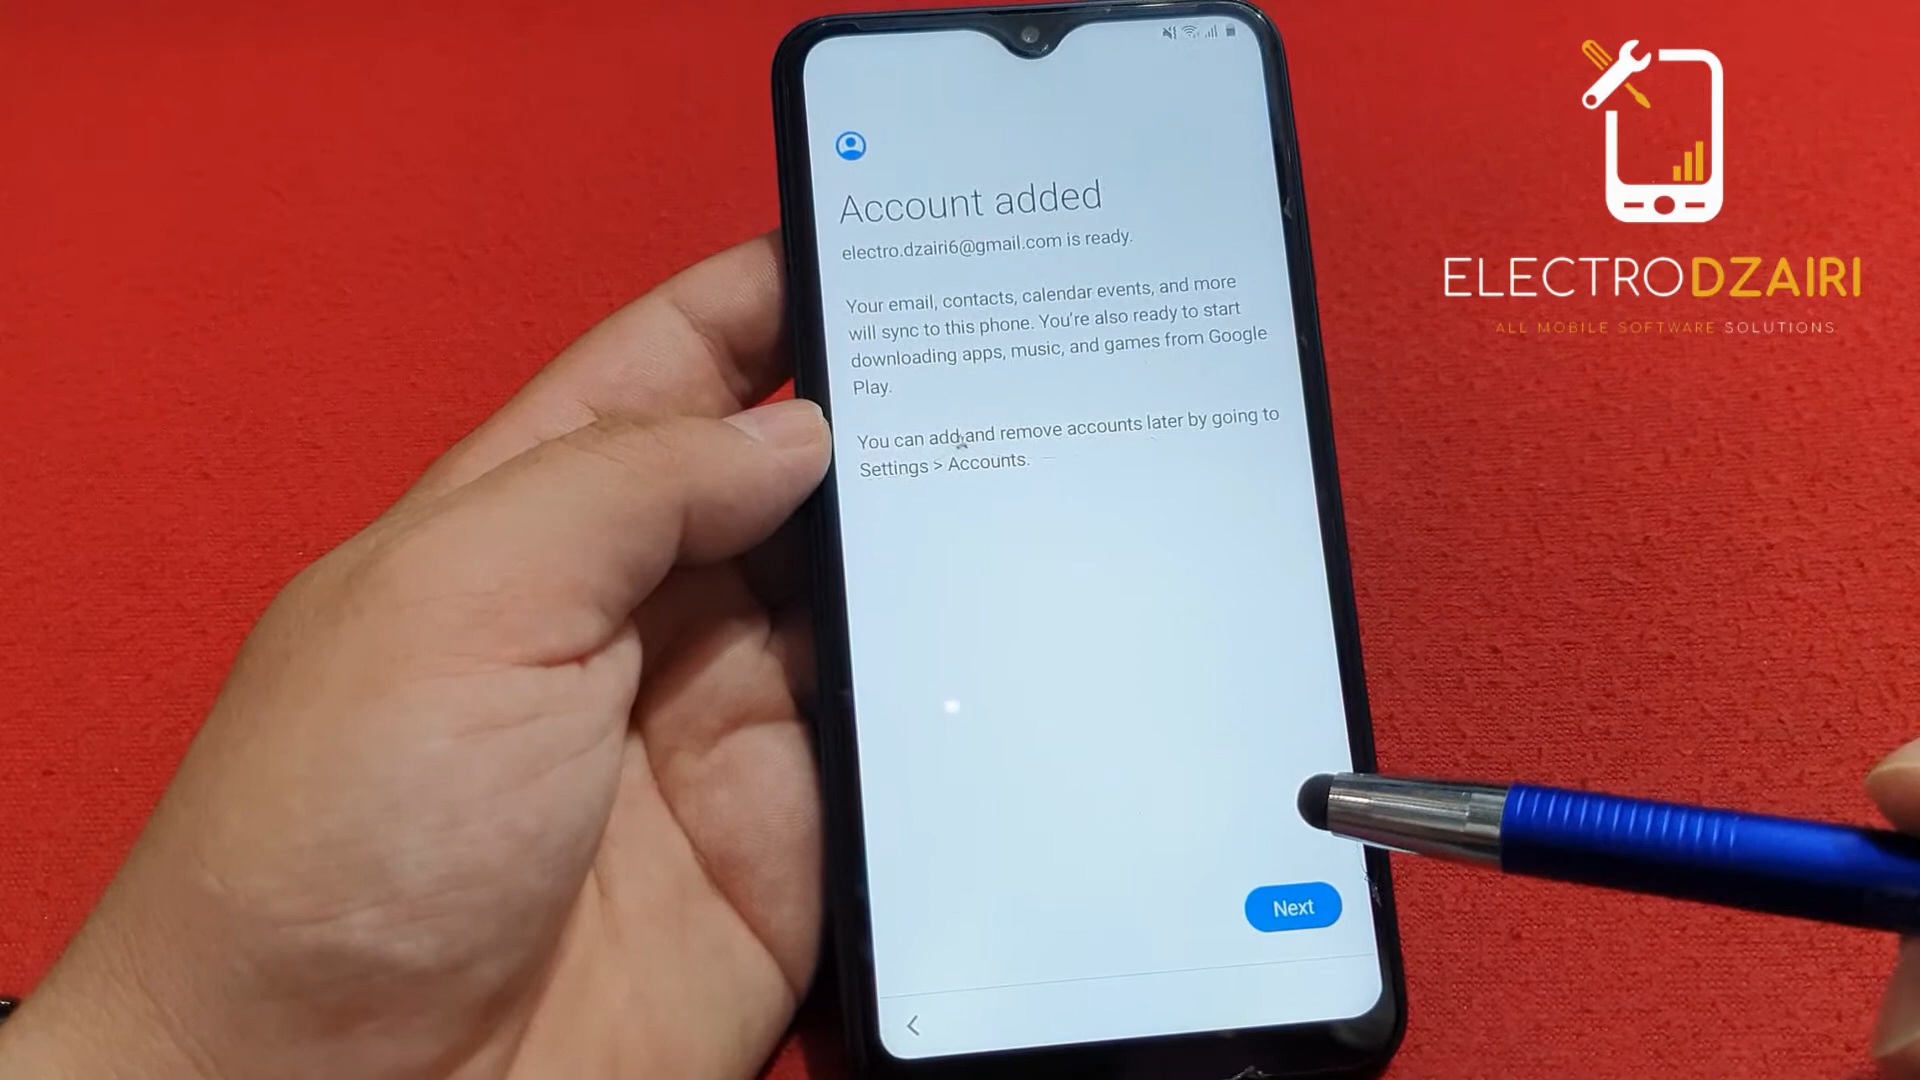 Account added
electro.dzairi6@gmail.com is ready.
Your email, contacts, calendar events, and more
will sync to this phone. You're also ready to start
downloading apps, music, and games from Google
Play.
You can add and remove accounts later by going to
Settings > Accounts.
Next
ELECTRODZAIRI
ALL MOBILE SOFTWARE SOLUTIONS